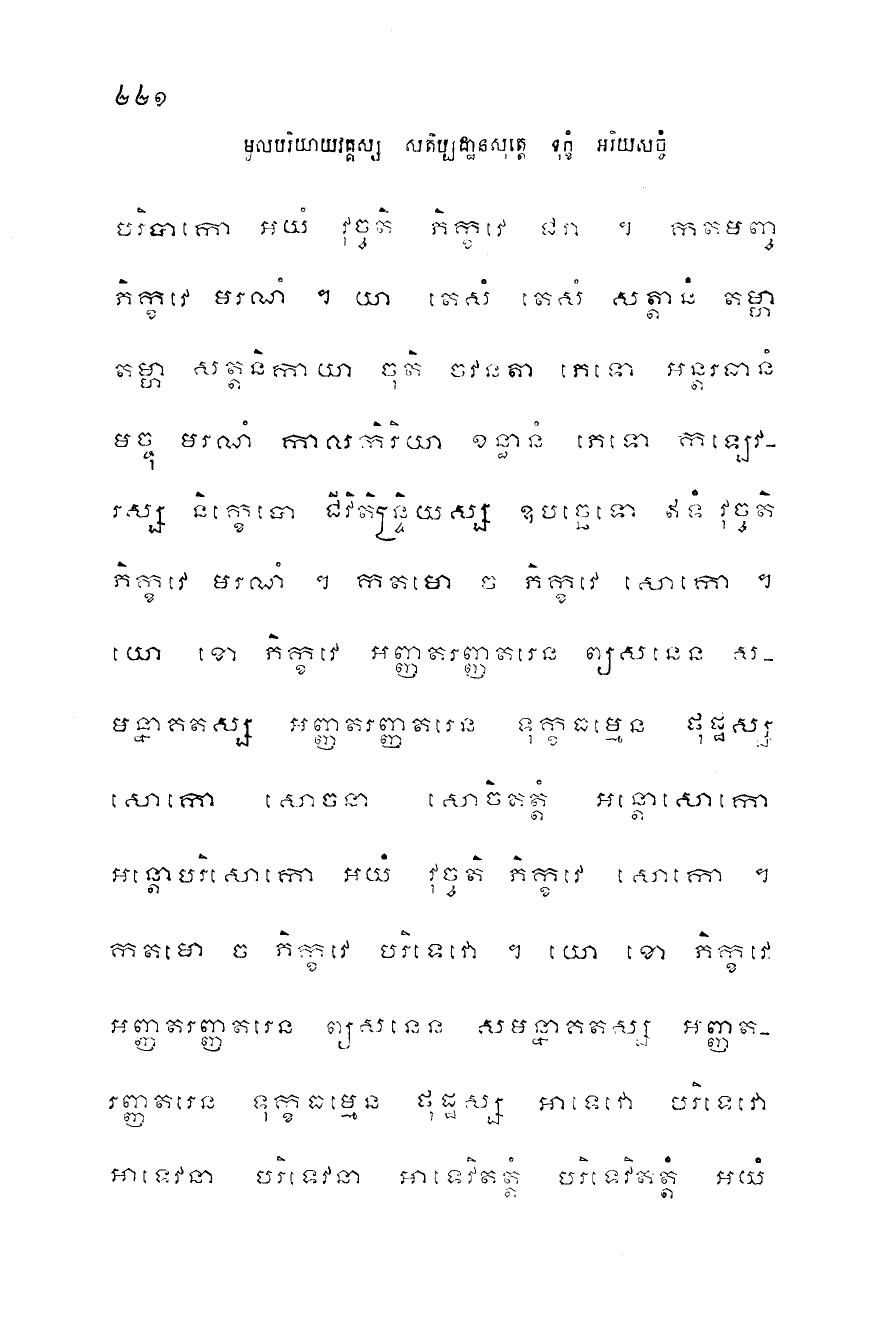 ២២១
មូលបរិយាយវគ្គស្ស សតិប្បដ្ឋានសុត្តេ ទុក្ខំ អរិយសច្ចំ
បរិបាកោ អយំ វុច្ចតិ ភិក្ខវេ ជរា ។ កតមញ្ច
ភិក្ខវេ មរណំ ។ យា តេសំ តេសំ សត្តានំ តម្ហា
តម្ហា សត្តនិកាយា ចុតិ ចវនតា ភេទោ អន្តរធានំ
មច្ចុ មរណំ កាលកិរិយា ខន្ធានំ ភេទោ កឡេវ-
រស្ស និក្ខេបោ ជីវិតិន្ទ្រិយស្ស ឧបច្ឆេទោ ឥទំ វុច្ចតិ
ភិក្ខវេ មរណំ ។ កតមោ ច ភិក្ខវេ សោកោ ។
យោ ខោ ភិក្ខវេ អញ្ញតរញ្ញតរេន ព្យសនេន ស-
មន្នាគតស្ស អញ្ញតរញ្ញតរេន ទុក្ខធម្មេន ផុដ្ឋស្ស
សោកោ សោចនា សោចិតត្តំ អន្តោសោកោ
អន្តោបរិសោកោ អយំ វុច្ចតិ ភិក្ខវេ សោកោ ។
កតមោ ច ភិក្ខវេ បរិទេវោ ។ យោ ខោ ភិក្ខវេ
អញ្ញតរញ្ញតរេន ព្យសនេន សមន្នាគតស្ស អញ្ញត-
រញ្ញតរេន ទុក្ខធម្មេន ផុដ្ឋស្ស អាទេវោ បរិទេវោ
អាទេវនា បរិទេវនា អាទេវិតត្តំ បរិទេវិតត្តំ អយំ